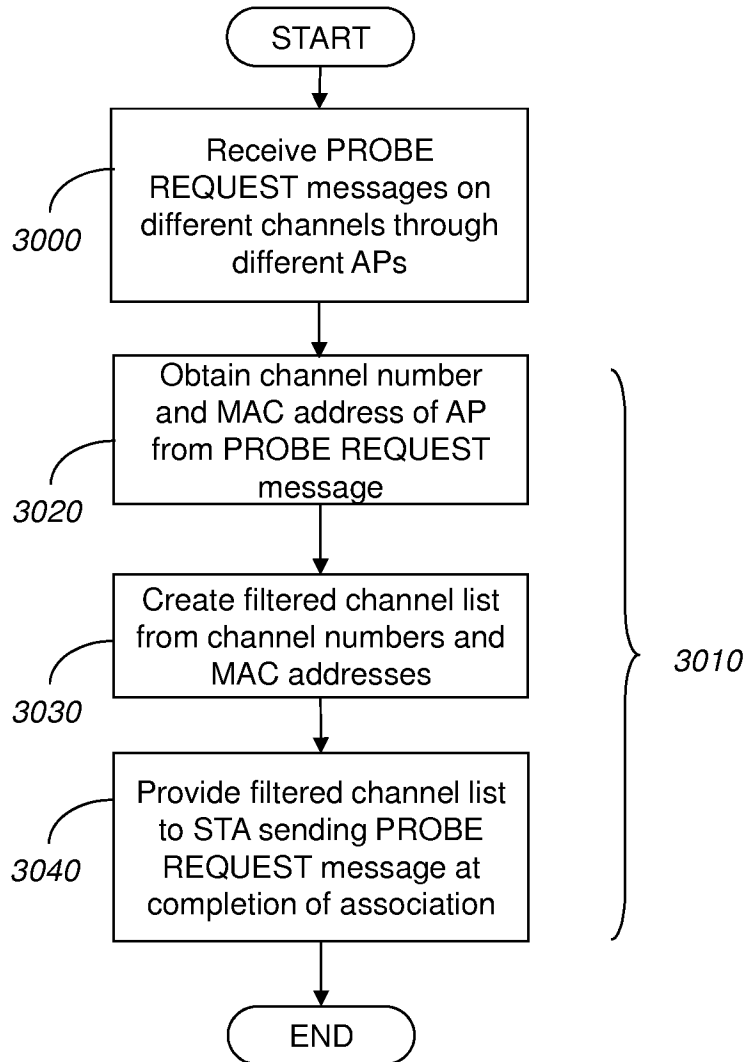 START
Receive PROBE
REQUEST messages on
different channels through
different APs
3000
Obtain channel number
and MAC address of AP
from PROBE REQUEST
message
3020
Create filtered channel list
from channel numbers and
MAC addresses
3030
3010
Provide filtered channel list
to STA sending PROBE
REQUEST message at
completion of association
3040
END